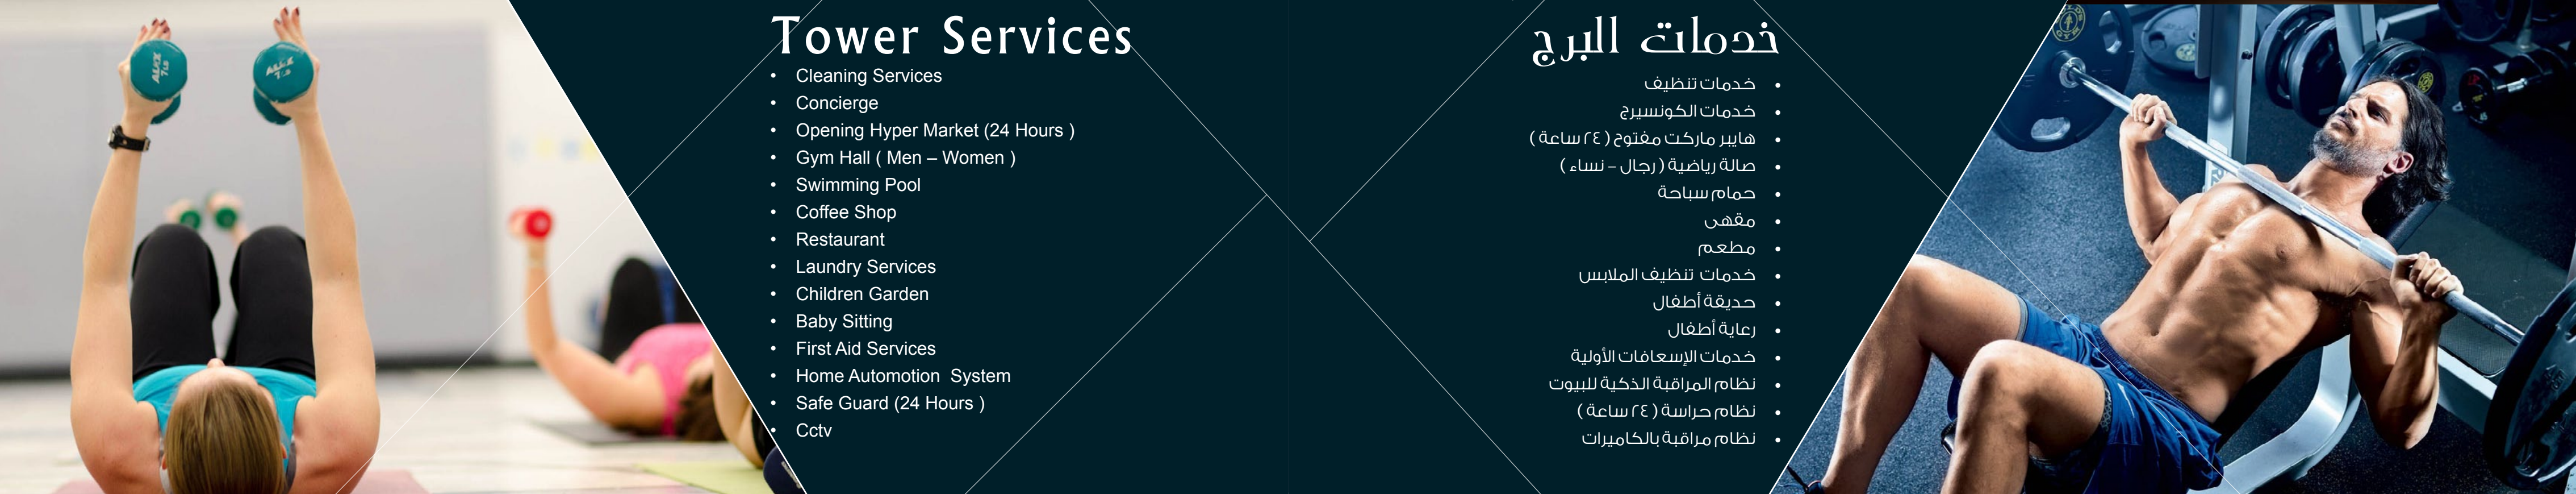 Tower Services
• Cleaning Services
• Concierge
• Opening Hyper Market (24 Hours )
• Gym Hall ( Men – Women )
• Swimming Pool
• Coffee Shop
• Restaurant
• Laundry Services
• Children Garden
• Baby Sitting
• First Aid Services
• Home Automotion  System
• Safe Guard (24 Hours )
• Cctv
خدمات البرج
• خدمات تنظيف
• خدمات الكونسيرج
• هايبر ماركت مفتوح ( ٢٤ ساعة )
• صالة رياضية ( رجال – نساء )
• حمام سباحة
• مقهى
• مطعم
• خدمات تنظيف الملابس
• حديقة أطفال
• رعاية أطفال
• خدمات الإسعافات الأولية
• نظام المراقبة الذكية للبيوت
• نظام حراسة ( ٢٤ ساعة )
• نظام مراقبة بالكاميرات